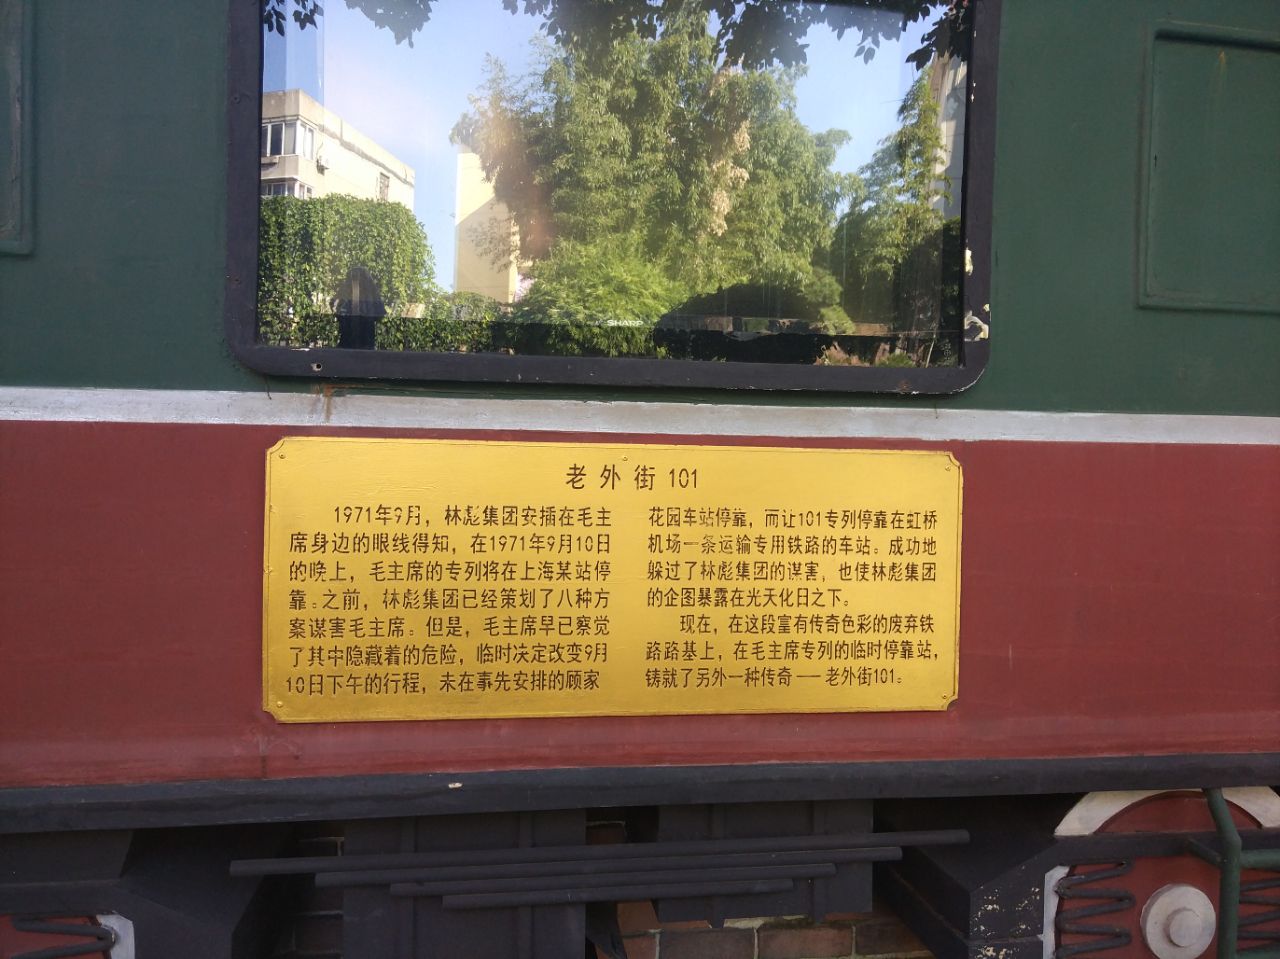 SHARP
老外街 101
1971年9月，林彪集团安插在毛主
席身边的眼线得知，在1971年9月10日
的晚上，毛主席的专列将在上海某站停
靠。之前，林彪集团已经策划了八种方
案谋害毛主席。但是，毛主席早已察觉
了其中隐藏着的危险，临时决定改变9月
10日下午的行程，未在事先安排的顾家
花园车站停靠，而让101专列停靠在虹桥
机场一条运输专用铁路的车站。成功地
躲过了林彪集团的谋害，也使林彪集团
的企图暴露在光天化日之下。
现在，在这段富有传奇色彩的废弃铁
路路基上，在毛主席专列的临时停靠站，
铸就了另外一种传奇——老外街101。